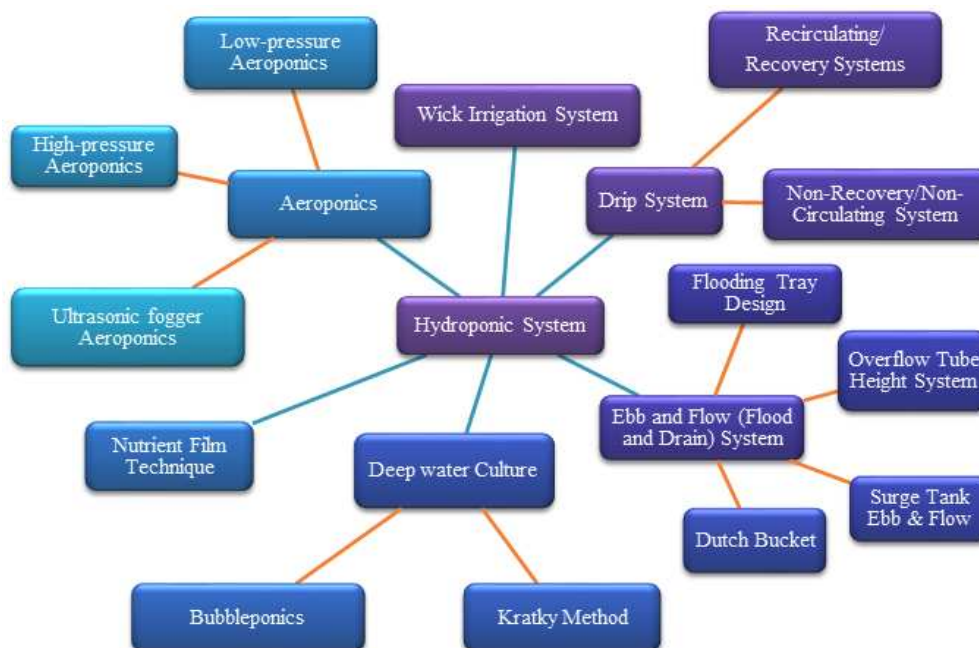 Low-pressure
Aeroponics
Recirculating/
Recovery Systems
Wick Irrigation System
High-pressure
Aeroponics
Aeroponics
Drip System
Non-Recovery/Non-
Circulating System
Flooding Tray
Design
Ultrasonic fogger
Aeroponics
Hydroponic System
Overflow Tube
Height System
Ebb and Flow (Flood
and Drain) System
Nutrient Film
Technique
Deep water Culture
Surge Tank
Ebb & Flow
Dutch Bucket
Bubbleponics
Kratky Method